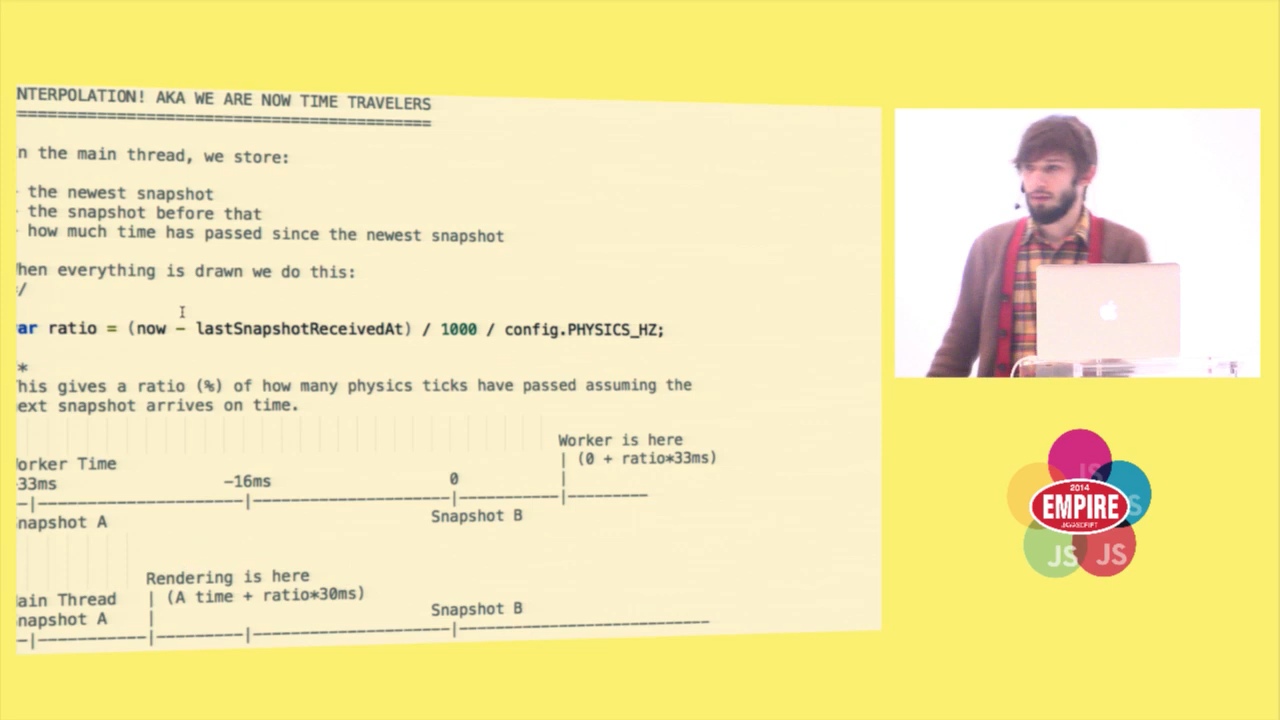 NTERPOLATION! AKA WE ARE NOW TIME TRAVELERS
===========================================
n the main thread, we store:
- the newest snapshot
- the snapshot before that
- how much time has passed since the newest snapshot
hen everything is drawn we do this:
*/
ar ratio = (now - lastSnapshotReceivedAt) / 1000 / config.PHYSICS_HZ;
*
his gives a ratio (%) of how many physics ticks have passed assuming the
ext snapshot arrives on time.
Worker is here
orker Time | (0 + ratio*33ms)
-33ms -16ms 0 |
-|--------------------|--------------------|----------|--------
napshot A Snapshot B
Rendering is here
ain Thread | (A time + ratio*30ms)
napshot A | Snapshot B
-|-----------|---------|--------------------|-------------------------
2014
EMPIRE
JAVASCRIPT
JS
JS
JS
JS